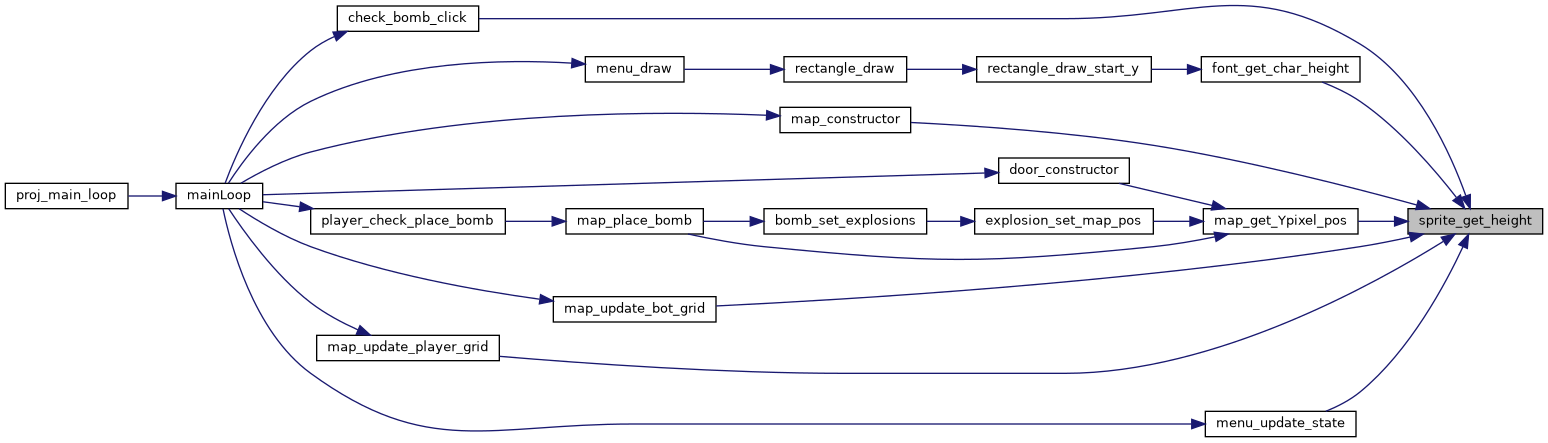 check_bomb_click
menu_draw
rectangle_draw
rectangle_draw_start_y
font_get_char_height
map_constructor
door_constructor
proj_main_loop
mainLoop
player_check_place_bomb
map_place_bomb
bomb_set_explosions
explosion_set_map_pos
map_get_Ypixel_pos
sprite_get_height
map_update_bot_grid
map_update_player_grid
menu_update_state